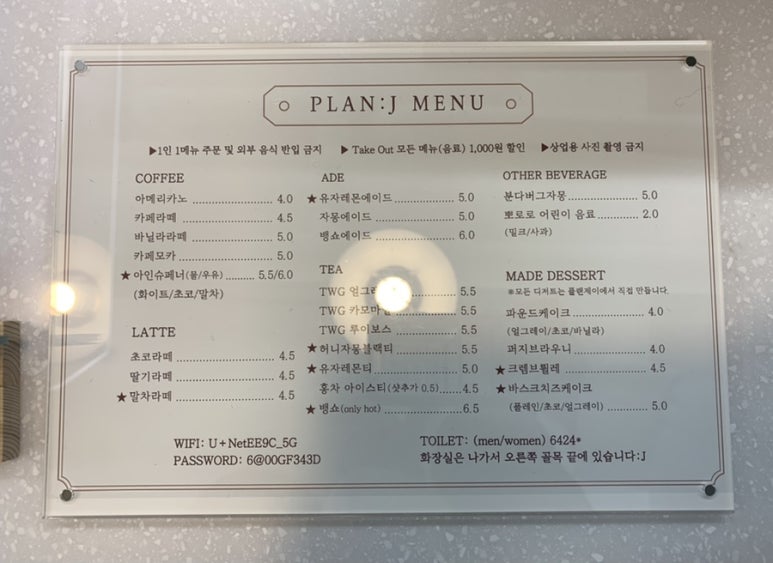 PLAN:J MENU
▶1인 1메뉴 주문 및 외부 음식 반입 금지 ▶ Take Out 모든 메뉴(음료) 1,000원 할인 ▶상업용 사진 촬영 금지
COFFEE
아메리카노 4.0
카페라떼 4.5
바닐라라떼 5.0
카페모카 5.0
★아인슈페너(물/우유) 5.5/6.0
(화이트/초코/말차)
LATTE
초코라떼 4.5
딸기라떼 4.5
★말차라떼 4.5
ADE
★유자레몬에이드 5.0
자몽에이드 5.0
뱅쇼에이드 6.0
TEA
TWG 얼그레 5.5
TWG 카모마일 5.5
TWG 루이보스 5.5
★허니자몽블랙티 5.5
★유자레몬티 5.0
홍차 아이스티(샷추가 0.5) 4.5
★뱅쇼(only hot) 6.5
OTHER BEVERAGE
분다버그자몽 5.0
뽀로로 어린이 음료 2.0
(밀크/사과)
MADE DESSERT
※모든 디저트는 플랜제이에서 직접 만듭니다.
파운드케이크 4.0
(얼그레이/초코/바닐라)
퍼지브라우니 4.0
★크렘브륄레 4.5
★바스크치즈케이크
(플레인/초코/얼그레이) 5.0
WIFI: U+NetEE9C_5G
PASSWORD: 6@00GF343D
TOILET: (men/women) 6424*
화장실은 나가서 오른쪽 골목 끝에 있습니다:J